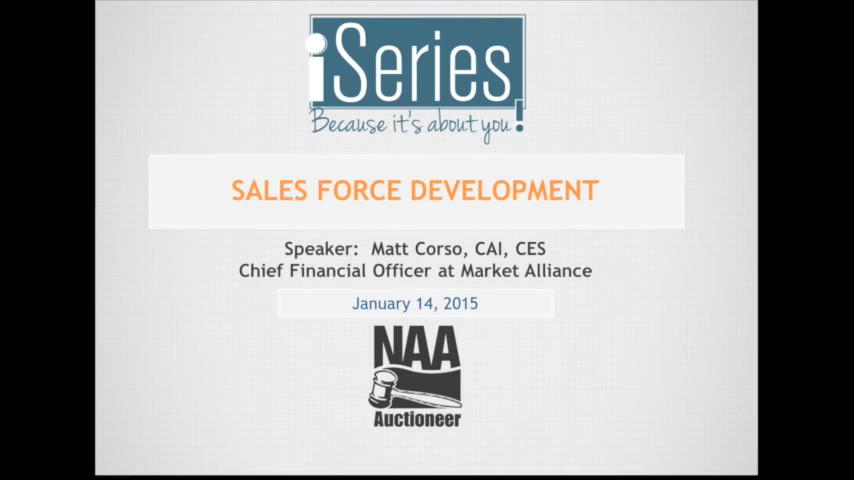 iSeries
Because it's about you!
SALES FORCE DEVELOPMENT
Speaker: Matt Corso, CAI, CES
Chief Financial Officer at Market Alliance
January 14, 2015
NAA
Auctioneer